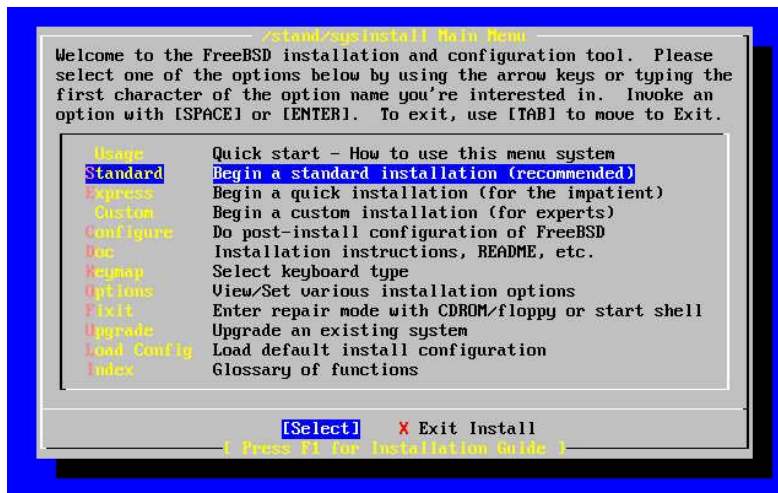 /stand/sysinstall Main Menu
Welcome to the FreeBSD installation and configuration tool.  Please
select one of the options below by using the arrow keys or typing the
first character of the option name you're interested in.  Invoke an
option with [SPACE] or [ENTER].  To exit, use [TAB] to move to Exit.
Usage Quick start - How to use this menu system
Standard Begin a standard installation (recommended)
Express Begin a quick installation (for the impatient)
Custom Begin a custom installation (for experts)
Configure Do post-install configuration of FreeBSD
Doc Installation instructions, README, etc.
Keymap Select keyboard type
Options View/Set various installation options
Fixit Enter repair mode with CDROM/floppy or start shell
Upgrade Upgrade an existing system
Load Config Load default install configuration
Index Glossary of functions
[Select] X Exit Install
[ Press F1 for Installation Guide ]